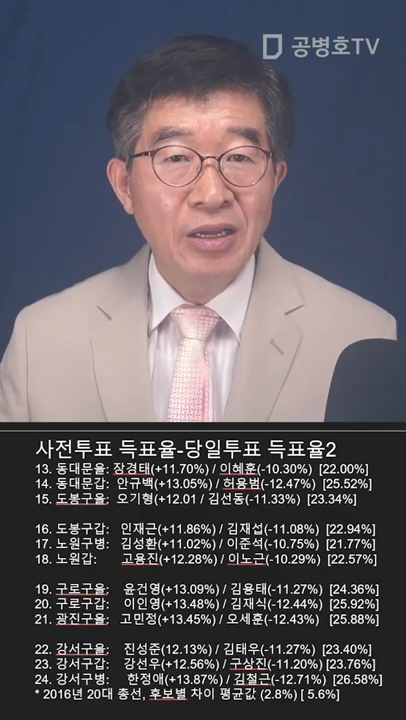 공병호TV
사전투표 득표율-당일투표 득표율2
13. 동대문을: 장경태(+11.70%) / 이혜훈(-10.30%) [22.00%]
14. 동대문갑: 안규백(+13.05%) / 허용범(-12.47%) [25.52%]
15. 도봉구을: 오기형(+12.01 / 김선동(-11.33%) [23.34%]
16. 도봉구갑: 인재근(+11.86%) / 김재섭(-11.08%) [22.94%]
17. 노원구병: 김성환(+11.02%) / 이준석(-10.75%) [21.77%]
18. 노원갑: 고용진(+12.28%) / 이노근(-10.29%) [22.57%]
19. 구로구을: 윤건영(+13.09%) / 김용태(-11.27%) [24.36%]
20. 구로구갑: 이인영(+13.48%) / 김재식(-12.44%) [25.92%]
21. 광진구을: 고민정(+13.45%) / 오세훈(-12.43%) [25.88%]
22. 강서구을: 진성준(12.13%) / 김태우(-11.27%) [23.40%]
23. 강서구갑: 강선우(+12.56%) / 구상진(-11.20%) [23.76%]
24. 강서구병: 한정애(+13.87%) / 김철근(-12.71%) [26.58%]
* 2016년 20대 총선, 후보별 차이 평균값 (2.8%) [ 5.6%]